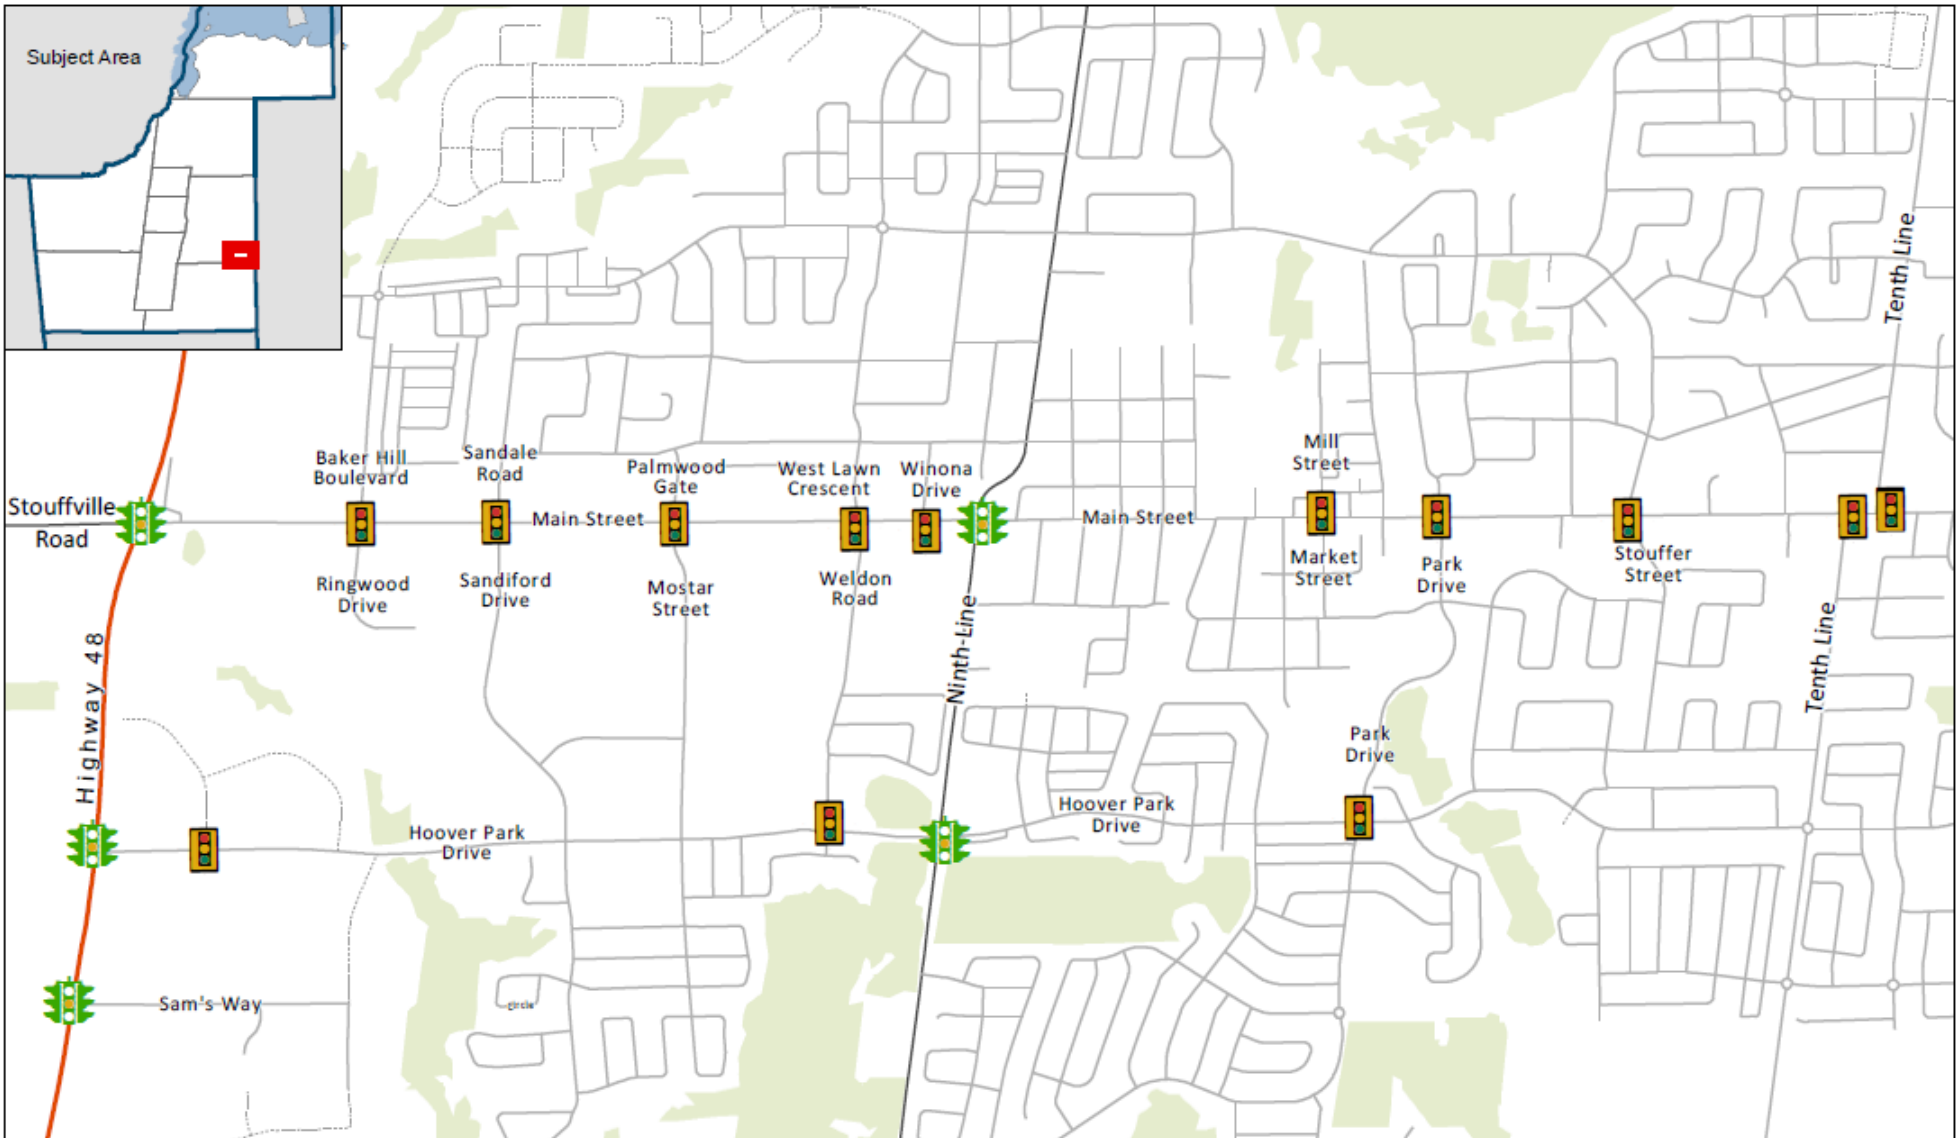 Subject Area
Tenth Line
Baker Hill
Boulevard
Sandale
Road
Palmwood
Gate
West Lawn
Crescent
Winona
Drive
Mill
Street
Stouffville
Road
Main Street
Main Street
Ringwood
Drive
Sandiford
Drive
Mostar
Street
Weldon
Road
Market
Street
Park
Drive
Stouffer
Street
Highway 48
Ninth Line
Tenth Line
Park
Drive
Hoover Park
Drive
Hoover Park
Drive
Sam's Way
Circle